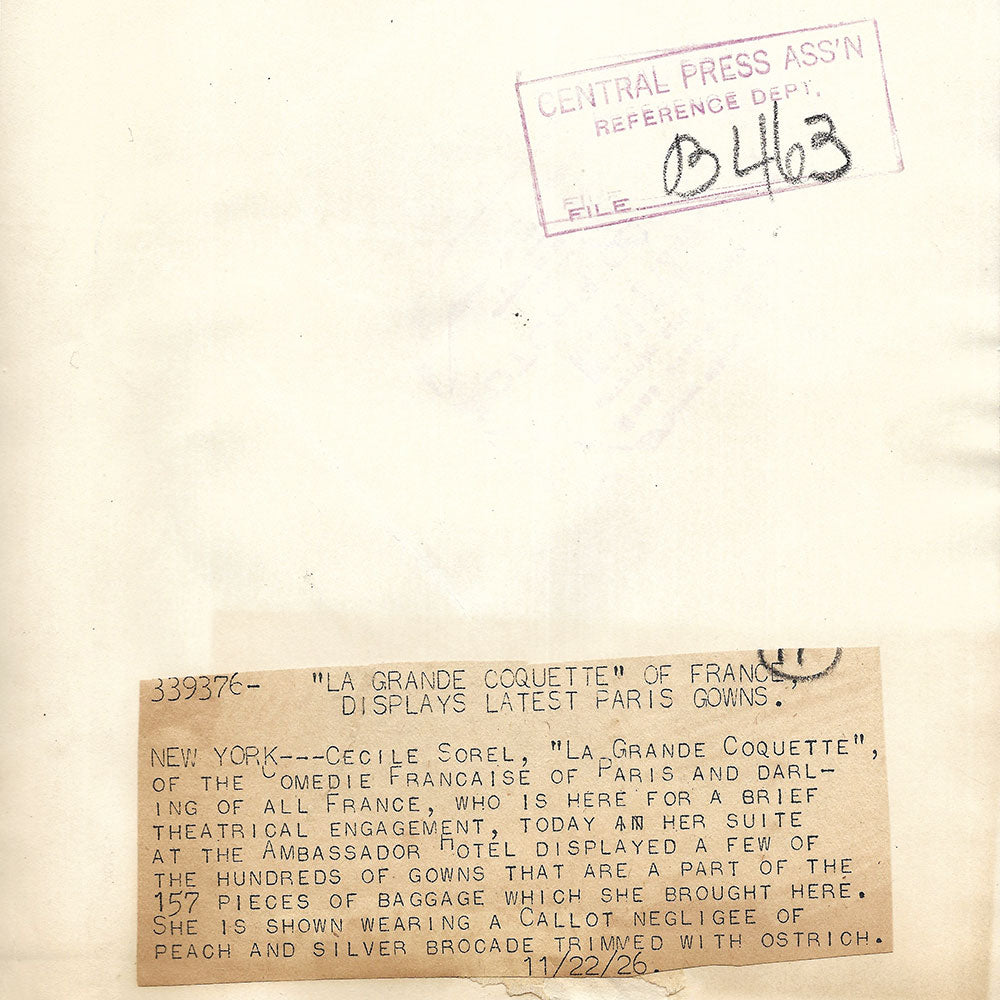 CENTRAL PRESS ASS'N
REFERENCE DEPT.
B463
FILE
339376- "LA GRANDE COQUETTE" OF FRANCE,
DISPLAYS LATEST PARIS GOWNS.
NEW YORK---CECILE SOREL, "LA GRANDE COQUETTE",
OF THE COMEDIE FRANCAISE OF PARIS AND DARL-
ING OF ALL FRANCE, WHO IS HERE FOR A BRIEF
THEATRICAL ENGAGEMENT, TODAY IN HER SUITE
AT THE AMBASSADOR HOTEL DISPLAYED A FEW OF
THE HUNDREDS OF GOWNS THAT ARE A PART OF THE
157 PIECES OF BAGGAGE WHICH SHE BROUGHT HERE.
SHE IS SHOWN WEARING A CALLOT NEGLIGEE OF
PEACH AND SILVER BROCADE TRIMMED WITH OSTRICH.
11/22/26.